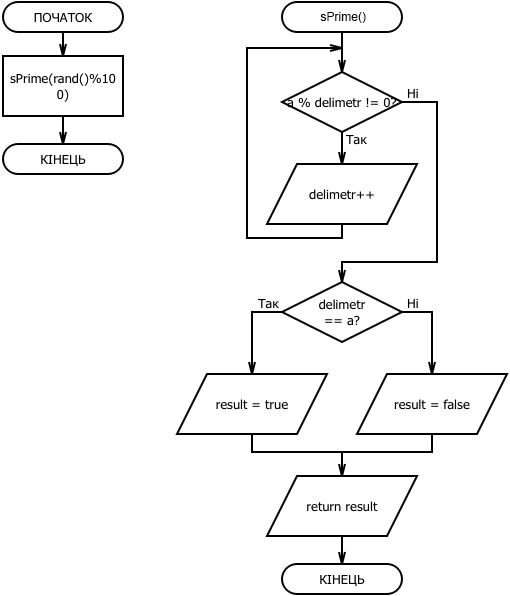 ПОЧАТОК
sPrime(rand()%10
0)
КІНЕЦЬ
sPrime()
a % delimetr != 0?
Ні
Так
delimetr++
delimetr
== a?
Так
Ні
result = true
result = false
return result
КІНЕЦЬ